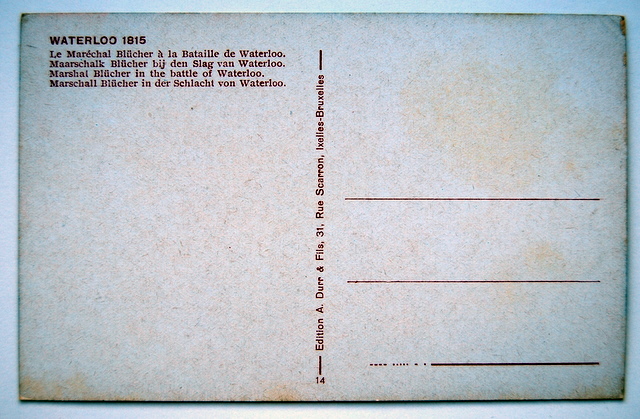 WATERLOO 1815
Le Maréchal Blücher à la Bataille de Waterloo.
Maarschalk Blücher bij den Slag van Waterloo.
Marshal Blücher in the battle of Waterloo.
Marschall Blücher in der Schlacht von Waterloo.
Edition A. Durr & Fils, 31, Rue Scarron, Ixelles-Bruxelles
14